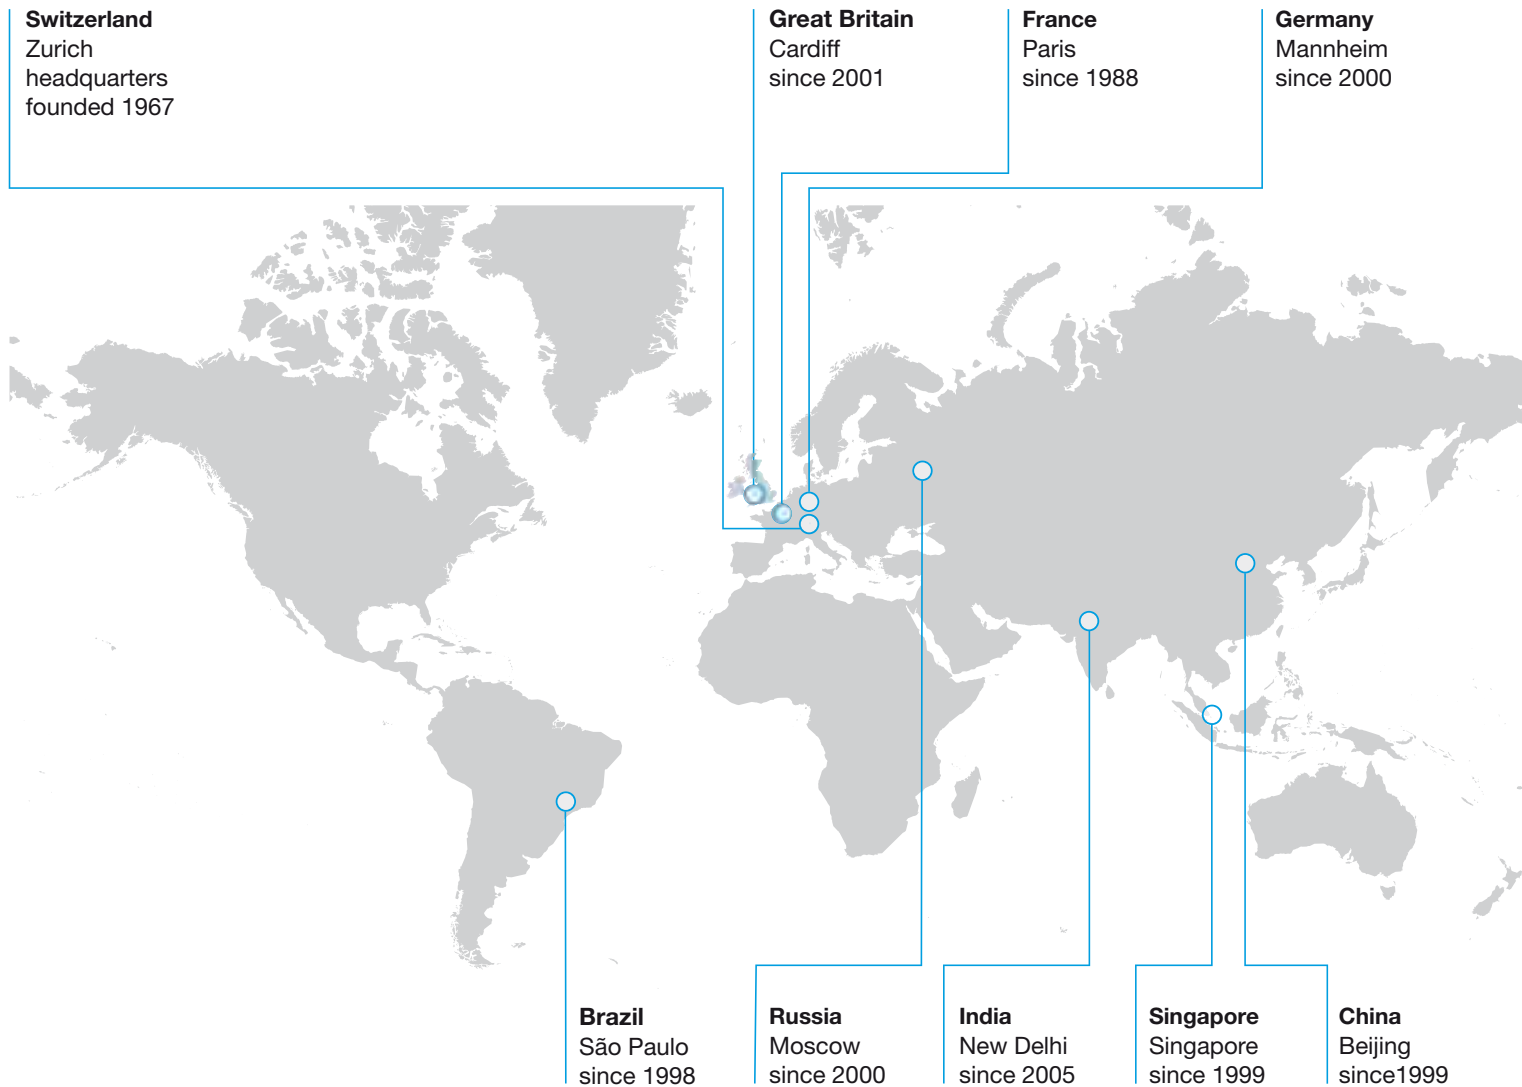 Switzerland
Zurich
headquarters
founded 1967
Great Britain
Cardiff
since 2001
France
Paris
since 1988
Germany
Mannheim
since 2000
Brazil
São Paulo
since 1998
Russia
Moscow
since 2000
India
New Delhi
since 2005
Singapore
Singapore
since 1999
China
Beijing
since1999